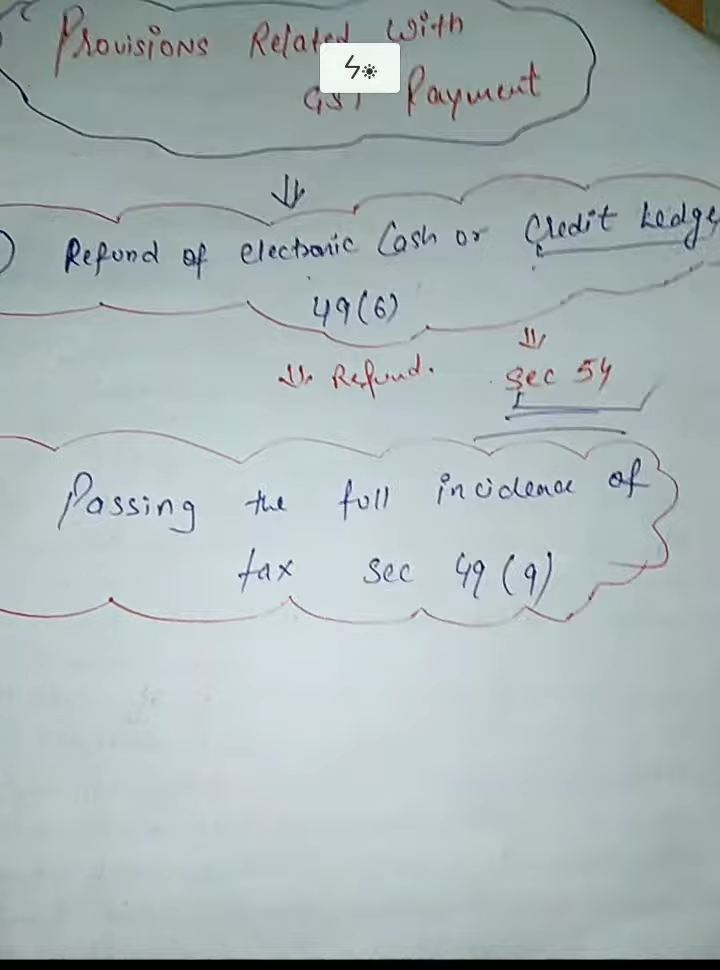 Provisions Related with
GST Payment
Refund of electronic Cash or Credit Ledge
49(6)
Refund. Sec 54
Passing the full incidence of
tax Sec 49 (9)